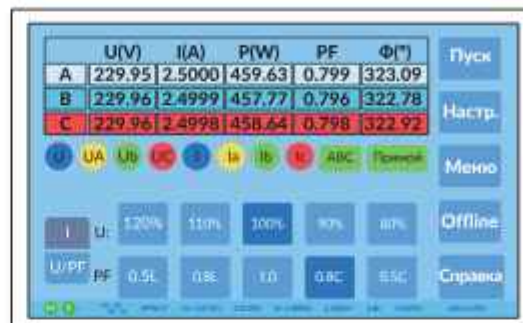 U(V) I(A) P(W) PF Φ(°)
A 229.95 2.5000 459.63 0.799 323.09
B 229.96 2.4999 457.77 0.796 322.78
C 229.96 2.4998 458.64 0.798 322.92
Пуск
Настр.
Меню
Offline
Справка
U UA Ub UC I Ia Ib Ic ABC Прямой
I U: 120% 110% 100% 90% 80%
U/PF PF 0.5L 0.8L 1.0 0.8C 0.5C